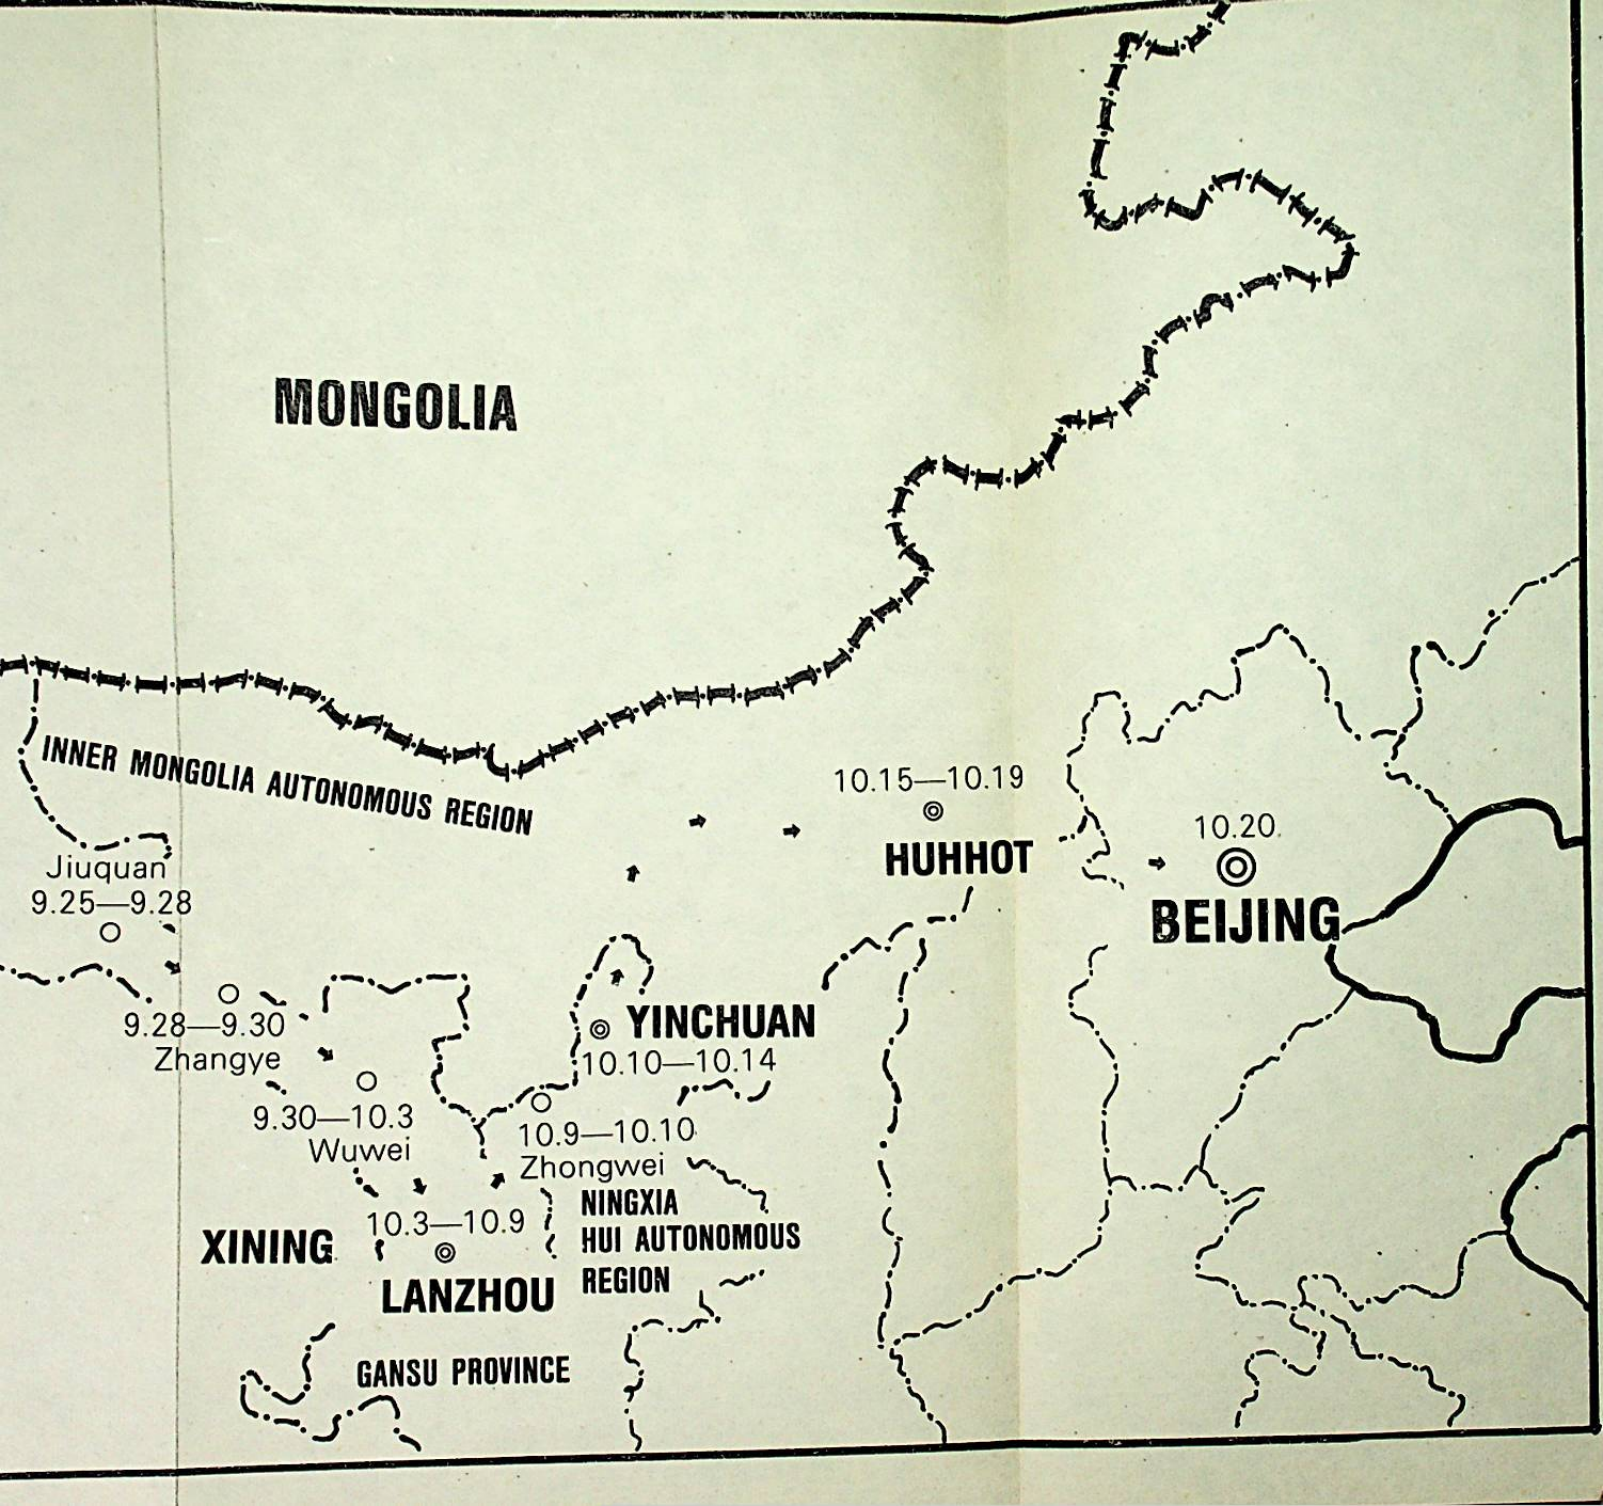 MONGOLIA
INNER MONGOLIA AUTONOMOUS REGION
10.15—10.19
HUHHOT
10.20.
BEIJING
Jiuquan
9.25—9.28
9.28—9.30
Zhangye
YINCHUAN
10.10—10.14
9.30—10.3
Wuwei
10.9—10.10
Zhongwei
NINGXIA
HUI AUTONOMOUS
REGION
XINING
10.3—10.9
LANZHOU
GANSU PROVINCE